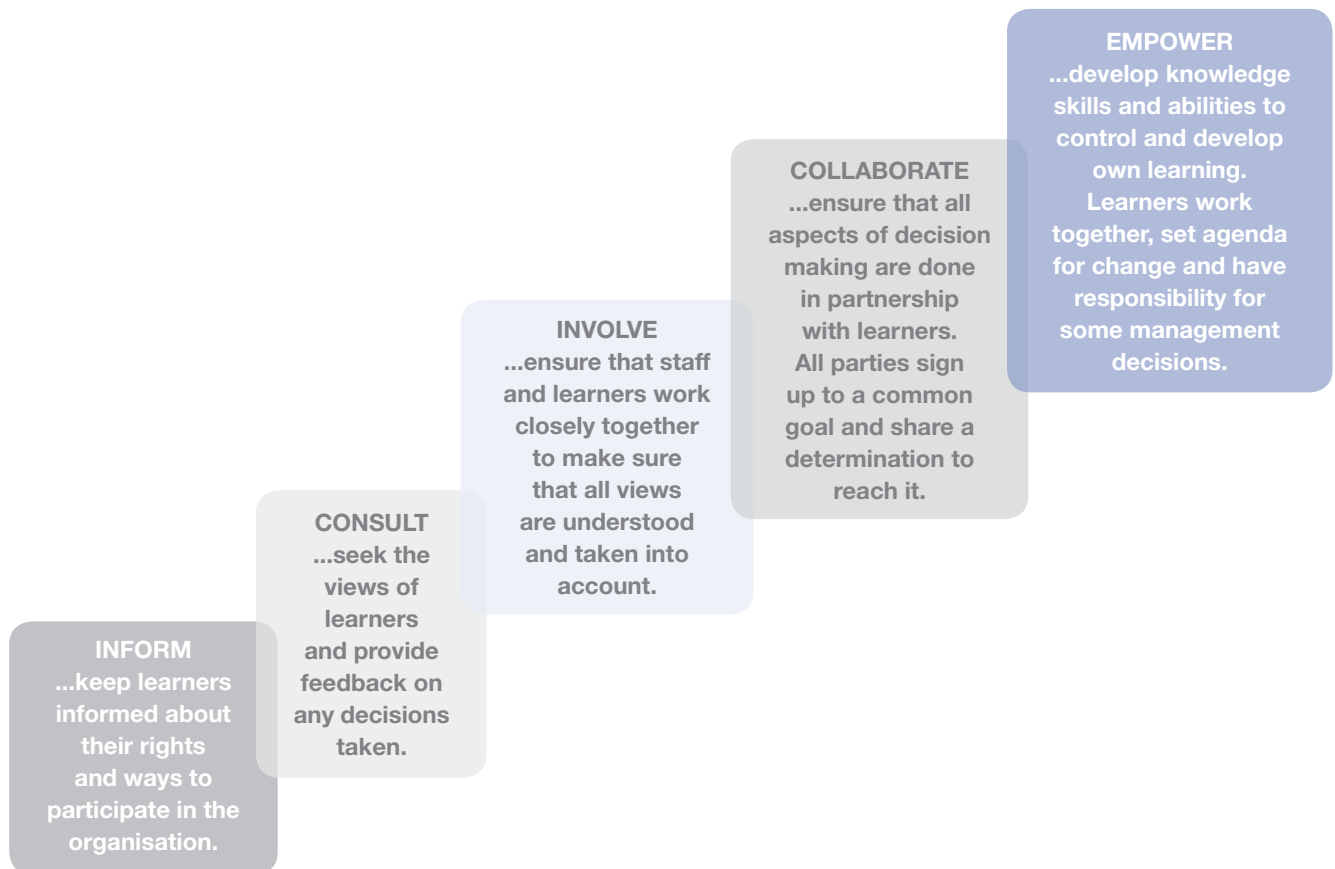 INFORM
...keep learners
informed about
their rights
and ways to
participate in the
organisation.
CONSULT
...seek the
views of
learners
and provide
feedback on
any decisions
taken.
INVOLVE
...ensure that staff
and learners work
closely together
to make sure
that all views
are understood
and taken into
account.
COLLABORATE
...ensure that all
aspects of decision
making are done
in partnership
with learners.
All parties sign
up to a common
goal and share a
determination to
reach it.
EMPOWER
...develop knowledge
skills and abilities to
control and develop
own learning.
Learners work
together, set agenda
for change and have
responsibility for
some management
decisions.